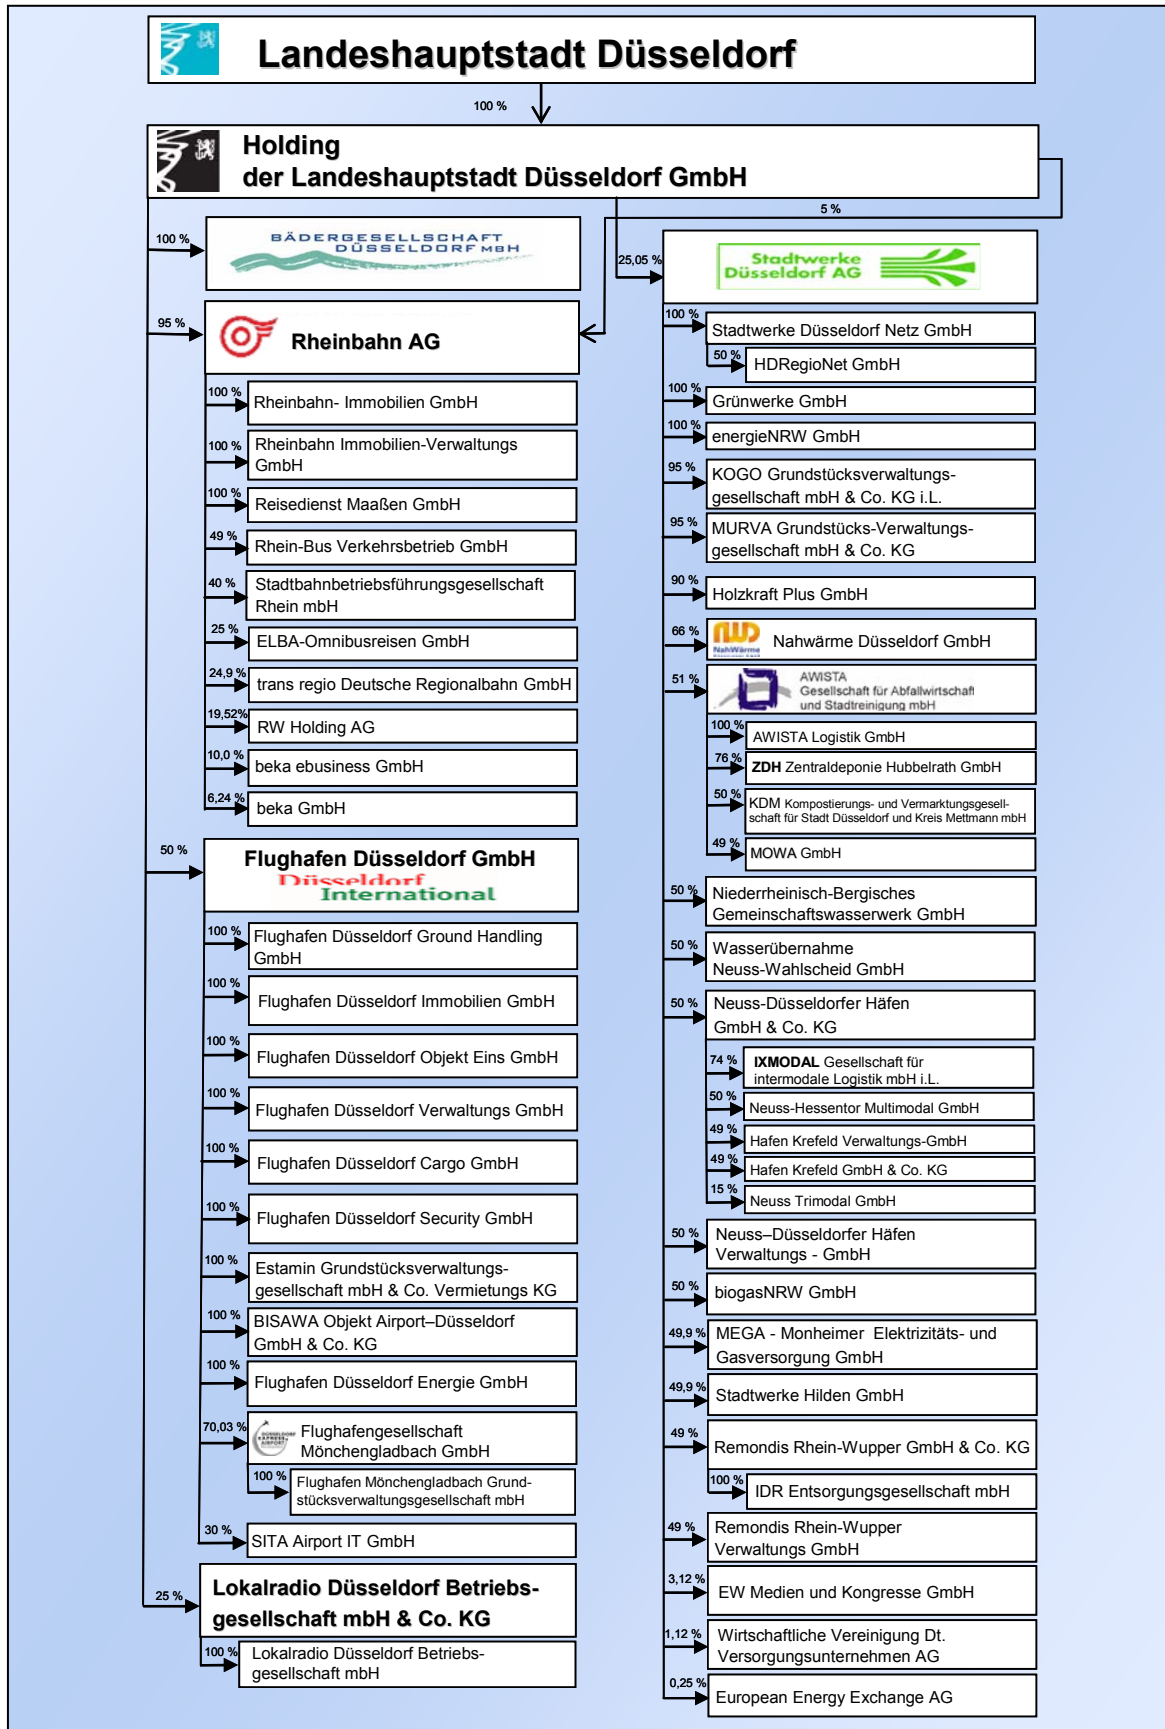 Landeshauptstadt Düsseldorf
100 %
Holding
der Landeshauptstadt Düsseldorf GmbH
5 %
100 %
BÄDERGESELLSCHAFT
DÜSSELDORF MBH
95 %
Rheinbahn AG
100 %
Rheinbahn- Immobilien GmbH
100 %
Rheinbahn Immobilien-Verwaltungs
GmbH
100 %
Reisedienst Maaßen GmbH
49 %
Rhein-Bus Verkehrsbetrieb GmbH
40 %
Stadtbahnbetriebsführungsgesellschaft
Rhein mbH
25 %
ELBA-Omnibusreisen GmbH
24,9 %
trans regio Deutsche Regionalbahn GmbH
19,52%
RW Holding AG
10,0 %
beka ebusiness GmbH
6,24 %
beka GmbH
50 %
Flughafen Düsseldorf GmbH
Düsseldorf
International
100 %
Flughafen Düsseldorf Ground Handling
GmbH
100 %
Flughafen Düsseldorf Immobilien GmbH
100 %
Flughafen Düsseldorf Objekt Eins GmbH
100 %
Flughafen Düsseldorf Verwaltungs GmbH
100 %
Flughafen Düsseldorf Cargo GmbH
100 %
Flughafen Düsseldorf Security GmbH
100 %
Estamin Grundstücksverwaltungs-
gesellschaft mbH & Co. Vermietungs KG
100 %
BISAWA Objekt Airport–Düsseldorf
GmbH & Co. KG
100 %
Flughafen Düsseldorf Energie GmbH
70,03 %
DÜSSELDORF
EXPRESS
AIRPORT
Flughafengesellschaft
Mönchengladbach GmbH
100 %
Flughafen Mönchengladbach Grund-
stücksverwaltungsgesellschaft mbH
30 %
SITA Airport IT GmbH
25 %
Lokalradio Düsseldorf Betriebs-
gesellschaft mbH & Co. KG
100 %
Lokalradio Düsseldorf Betriebs-
gesellschaft mbH
25,05 %
Stadtwerke
Düsseldorf AG
100 %
Stadtwerke Düsseldorf Netz GmbH
50 %
HDRegioNet GmbH
100 %
Grünwerke GmbH
100 %
energieNRW GmbH
95 %
KOGO Grundstücksverwaltungs-
gesellschaft mbH & Co. KG i.L.
95 %
MURVA Grundstücks-Verwaltungs-
gesellschaft mbH & Co. KG
90 %
Holzkraft Plus GmbH
66 %
NahWärme
Nahwärme Düsseldorf GmbH
51 %
AWISTA
Gesellschaft für Abfallwirtschaft
und Stadtreinigung mbH
100 %
AWISTA Logistik GmbH
76 %
ZDH Zentraldeponie Hubbelrath GmbH
50 %
KDM Kompostierungs- und Vermarktungsgesell-
schaft für Stadt Düsseldorf und Kreis Mettmann mbH
49 %
MOWA GmbH
50 %
Niederrheinisch-Bergisches
Gemeinschaftswasserwerk GmbH
50 %
Wasserübernahme
Neuss-Wahlscheid GmbH
50 %
Neuss-Düsseldorfer Häfen
GmbH & Co. KG
74 %
IXMODAL Gesellschaft für
intermodale Logistik mbH i.L.
50 %
Neuss-Hessentor Multimodal GmbH
49 %
Hafen Krefeld Verwaltungs-GmbH
49 %
Hafen Krefeld GmbH & Co. KG
15 %
Neuss Trimodal GmbH
50 %
Neuss–Düsseldorfer Häfen
Verwaltungs - GmbH
50 %
biogasNRW GmbH
49,9 %
MEGA - Monheimer Elektrizitäts- und
Gasversorgung GmbH
49,9 %
Stadtwerke Hilden GmbH
49 %
Remondis Rhein-Wupper GmbH & Co. KG
100 %
IDR Entsorgungsgesellschaft mbH
49 %
Remondis Rhein-Wupper
Verwaltungs GmbH
3,12 %
EW Medien und Kongresse GmbH
1,12 %
Wirtschaftliche Vereinigung Dt.
Versorgungsunternehmen AG
0,25 %
European Energy Exchange AG